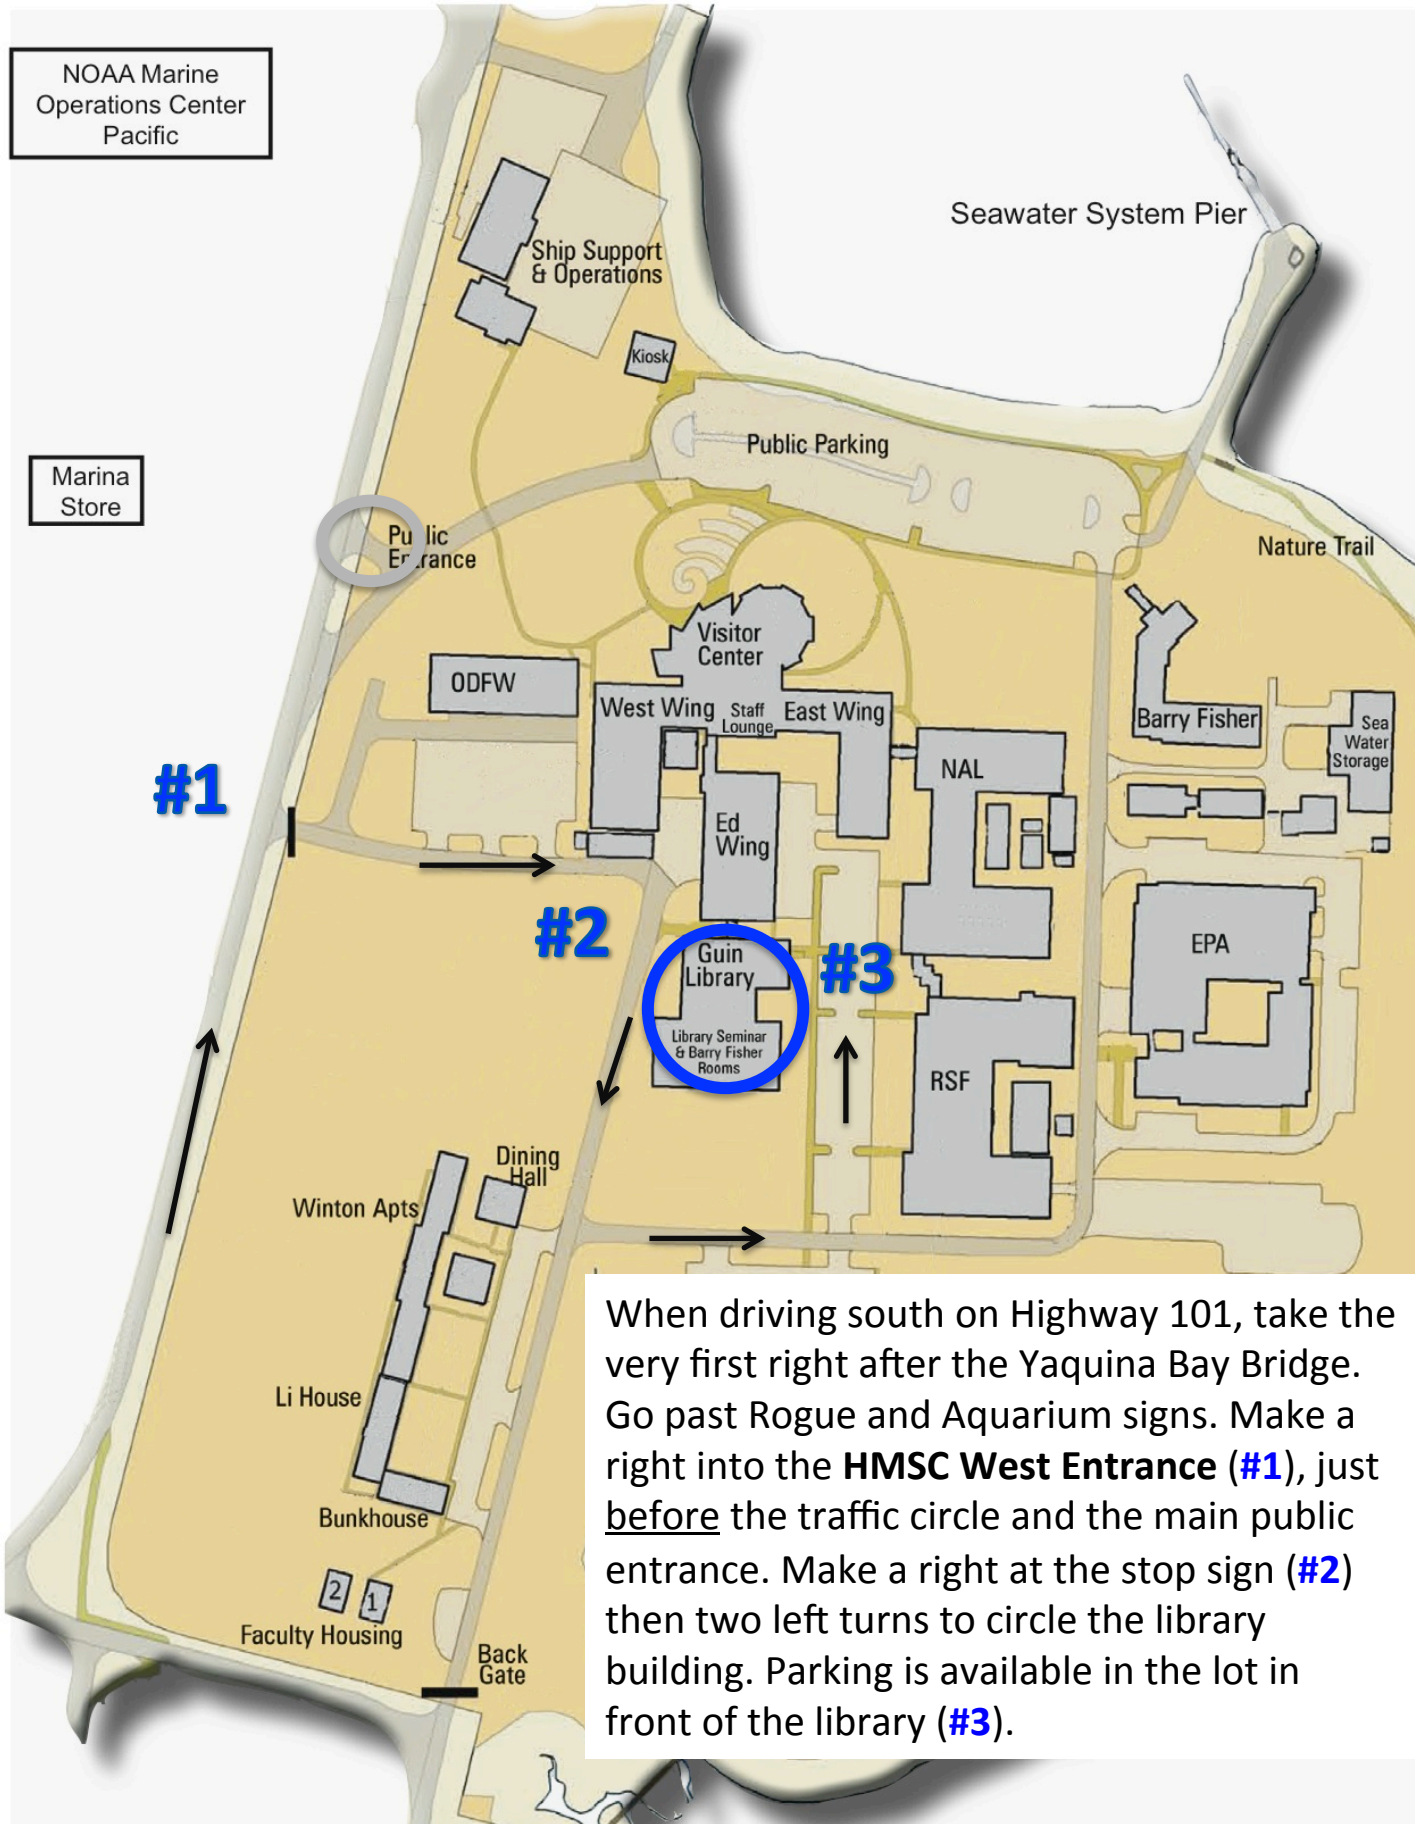 NOAA Marine
Operations Center
Pacific
Seawater System Pier
Ship Support
& Operations
Kiosk
Public Parking
Marina
Store
Public
Entrance
Nature Trail
Visitor
Center
ODFW
West Wing
Staff
Lounge
East Wing
Barry Fisher
Sea
Water
Storage
NAL
#1
Ed
Wing
#2
Guin
Library
#3
EPA
Library Seminar
& Barry Fisher
Rooms
RSF
Dining
Hall
Winton Apts
Li House
Bunkhouse
2
1
Faculty Housing
Back
Gate
When driving south on Highway 101, take the
very first right after the Yaquina Bay Bridge.
Go past Rogue and Aquarium signs. Make a
right into the HMSC West Entrance (#1), just
before the traffic circle and the main public
entrance. Make a right at the stop sign (#2)
then two left turns to circle the library
building. Parking is available in the lot in
front of the library (#3).